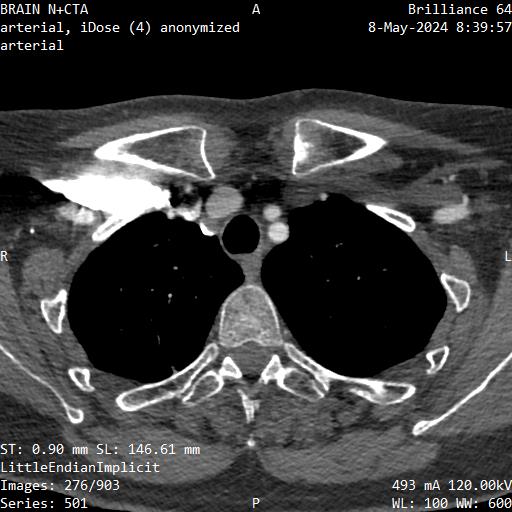 BRAIN N+CTA
A
Brilliance 64
arterial, iDose (4) anonymized
8-May-2024 8:39:57
arterial
R
L
ST: 0.90 mm SL: 146.61 mm
LittleEndianImplicit
Images: 276/903
493 mA 120.00kV
Series: 501
P
WL: 100 WW: 600